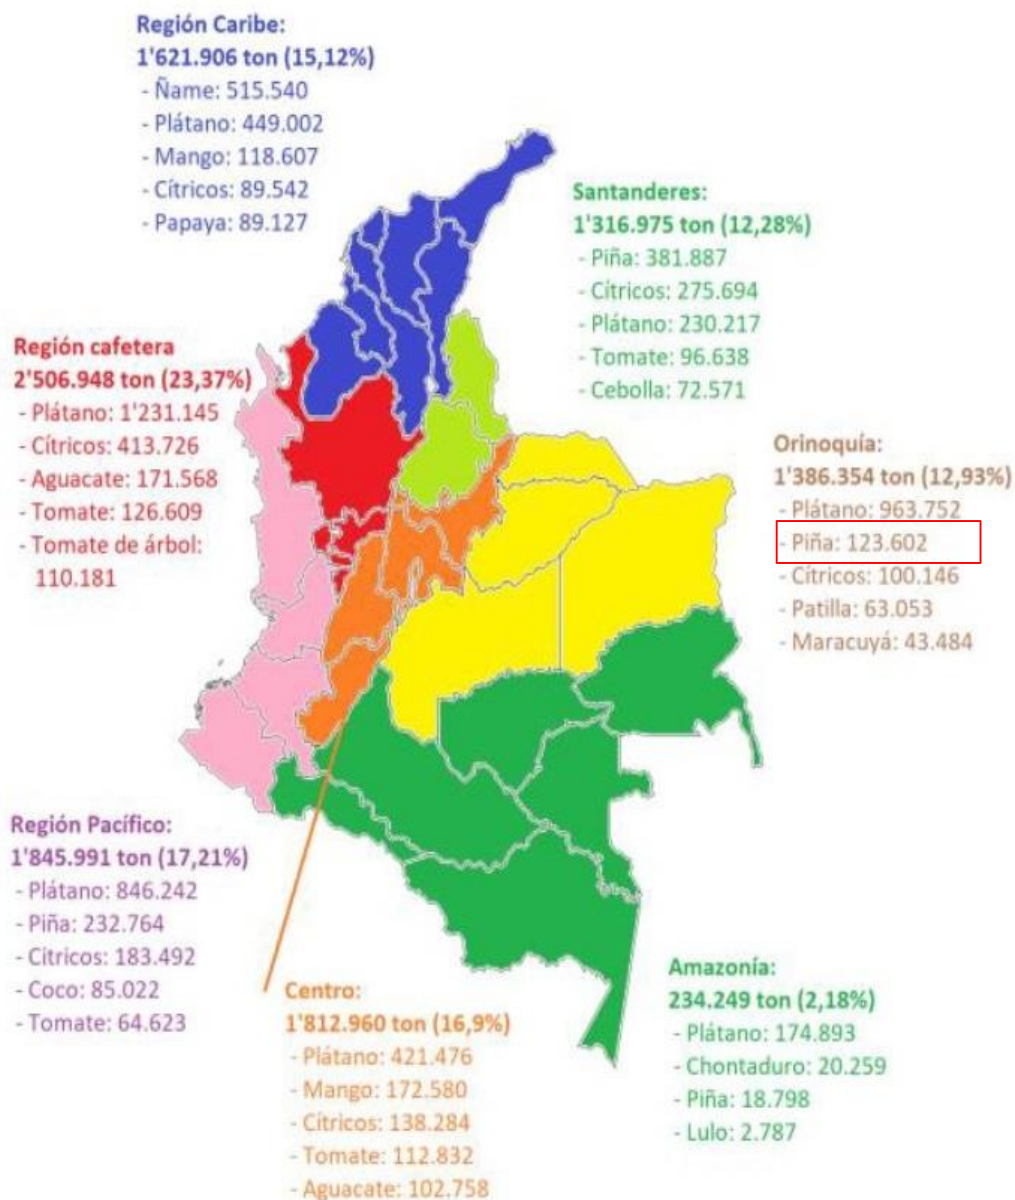 Región Caribe:
1'621.906 ton (15,12%)
- Ñame: 515.540
- Plátano: 449.002
- Mango: 118.607
- Cítricos: 89.542
- Papaya: 89.127
Santanderes:
1'316.975 ton (12,28%)
- Piña: 381.887
- Cítricos: 275.694
- Plátano: 230.217
- Tomate: 96.638
- Cebolla: 72.571
Región cafetera
2'506.948 ton (23,37%)
- Plátano: 1'231.145
- Cítricos: 413.726
- Aguacate: 171.568
- Tomate: 126.609
- Tomate de árbol:
110.181
Orinoquía:
1'386.354 ton (12,93%)
- Plátano: 963.752
- Piña: 123.602
- Cítricos: 100.146
- Patilla: 63.053
- Maracuyá: 43.484
Región Pacífico:
1'845.991 ton (17,21%)
- Plátano: 846.242
- Piña: 232.764
- Citricos: 183.492
- Coco: 85.022
- Tomate: 64.623
Centro:
1'812.960 ton (16,9%)
- Plátano: 421.476
- Mango: 172.580
- Cítricos: 138.284
- Tomate: 112.832
- Aguacate: 102.758
Amazonía:
234.249 ton (2,18%)
- Plátano: 174.893
- Chontaduro: 20.259
- Piña: 18.798
- Lulo: 2.787